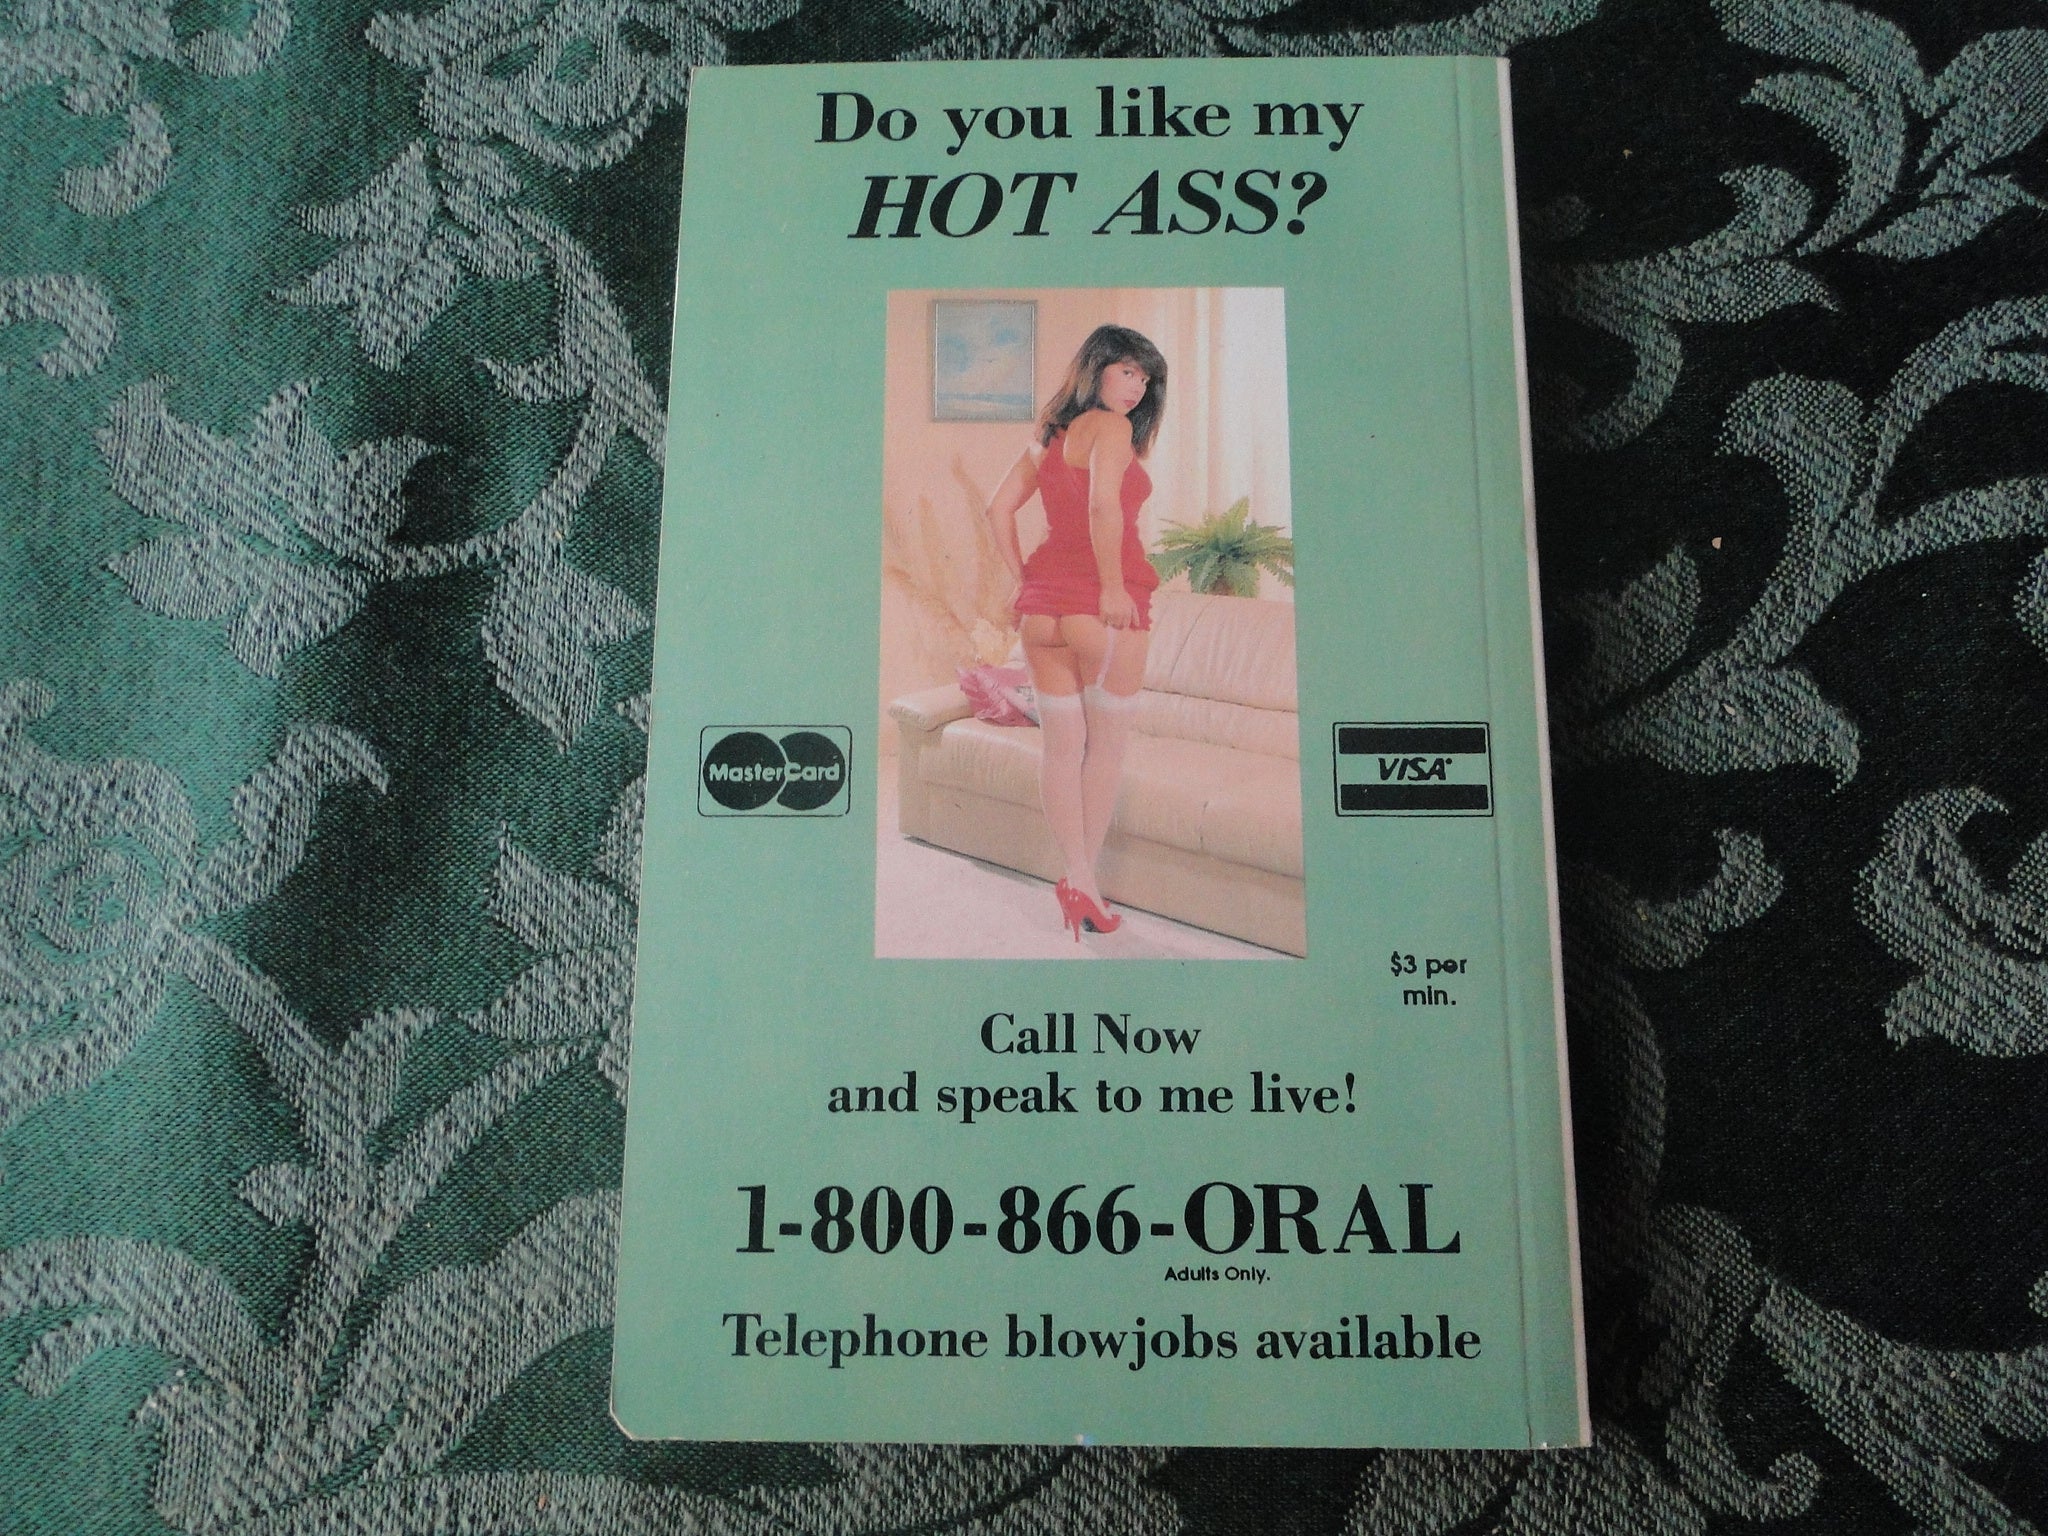 Do you like my
HOT ASS?
MasterCard
VISA
$3 per
min.
Call Now
and speak to me live!
1-800-866-ORAL
Adults Only.
Telephone blowjobs available